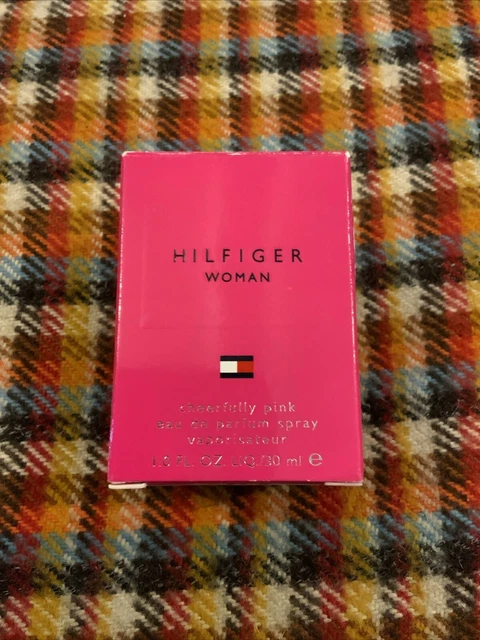 HILFIGER
WOMAN
cheerfully pink
eau de parfum spray
vaporisateur
1.0 FL. OZ. LIQ./30 ml e